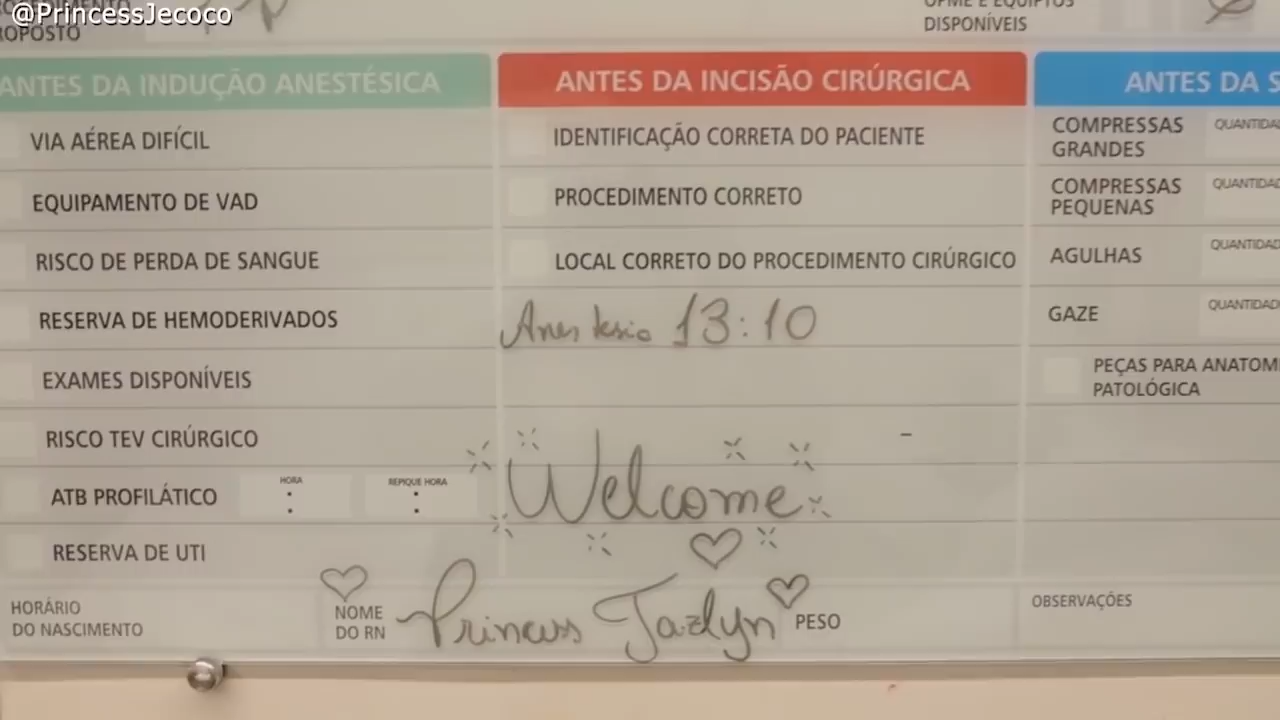 @PrincessJecoco
ROPOSTO
OPME E EQUIPTOS
DISPONÍVEIS
ANTES DA INDUÇÃO ANESTÉSICA
VIA AÉREA DIFÍCIL
EQUIPAMENTO DE VAD
RISCO DE PERDA DE SANGUE
RESERVA DE HEMODERIVADOS
EXAMES DISPONÍVEIS
RISCO TEV CIRÚRGICO
ATB PROFILÁTICO HORA : REPIQUE HORA :
RESERVA DE UTI
ANTES DA INCISÃO CIRÚRGICA
IDENTIFICAÇÃO CORRETA DO PACIENTE
PROCEDIMENTO CORRETO
LOCAL CORRETO DO PROCEDIMENTO CIRÚRGICO
Anestesia 13:10
Welcome
ANTES DA S
COMPRESSAS
GRANDES
QUANTIDA
COMPRESSAS
PEQUENAS
QUANTIDAD
AGULHAS QUANTIDAD
GAZE QUANTIDAD
PEÇAS PARA ANATOM
PATOLÓGICA
HORÁRIO
DO NASCIMENTO
NOME
DO RN
Princess Jazlyn
PESO
OBSERVAÇÕES